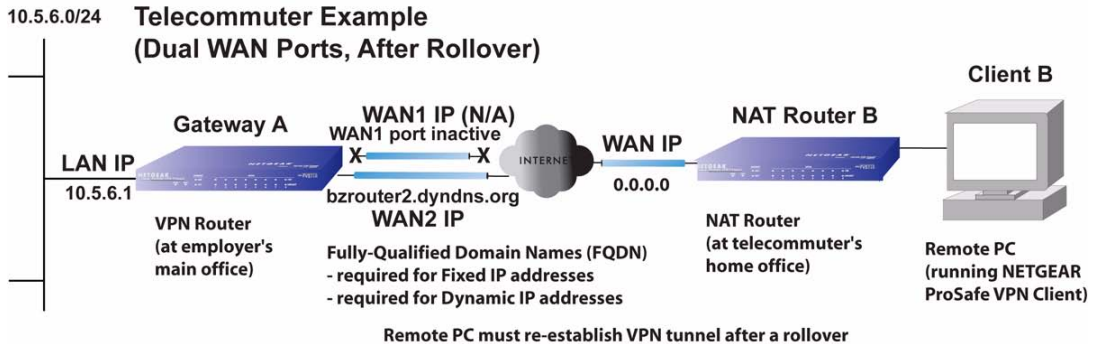 10.5.6.0/24
Telecommuter Example
(Dual WAN Ports, After Rollover)
Client B
WAN1 IP (N/A)
WAN1 port inactive
Gateway A
NAT Router B
LAN IP
10.5.6.1
NETGEAR
NETGEAR
X
X
INTERNET
WAN IP
0.0.0.0
NETGEAR
NETGEAR
bzrouter2.dyndns.org
WAN2 IP
VPN Router
(at employer's
main office)
Fully-Qualified Domain Names (FQDN)
- required for Fixed IP addresses
- required for Dynamic IP addresses
NAT Router
(at telecommuter's
home office)
Remote PC
(running NETGEAR
ProSafe VPN Client)
Remote PC must re-establish VPN tunnel after a rollover